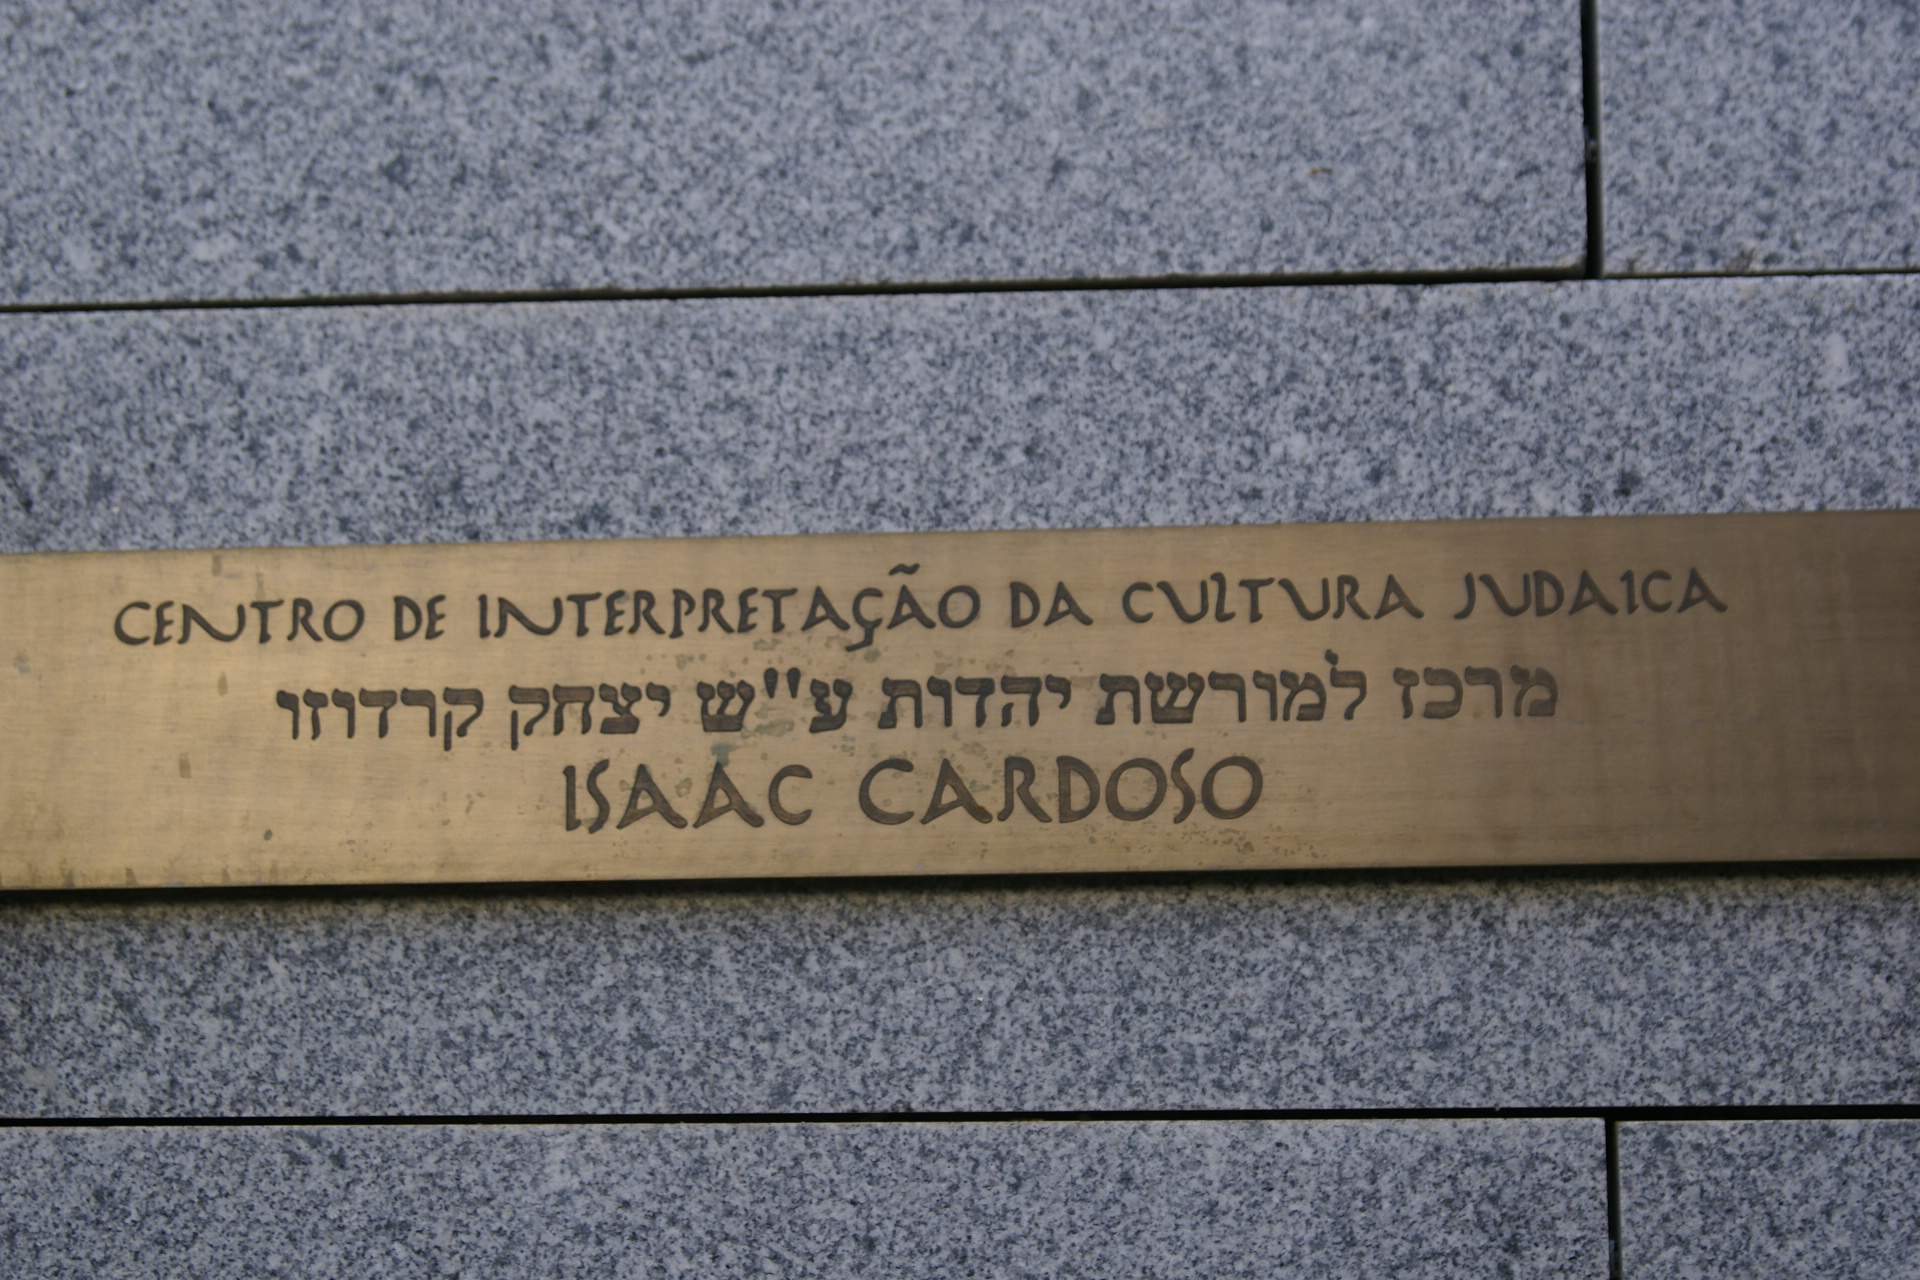 CENTRO DE INTERPRETAÇÃO DA CULTURA JUDAICA
מרכז למורשת יהדות ע"ש יצחק קרדוזו
ISAAC CARDOSO